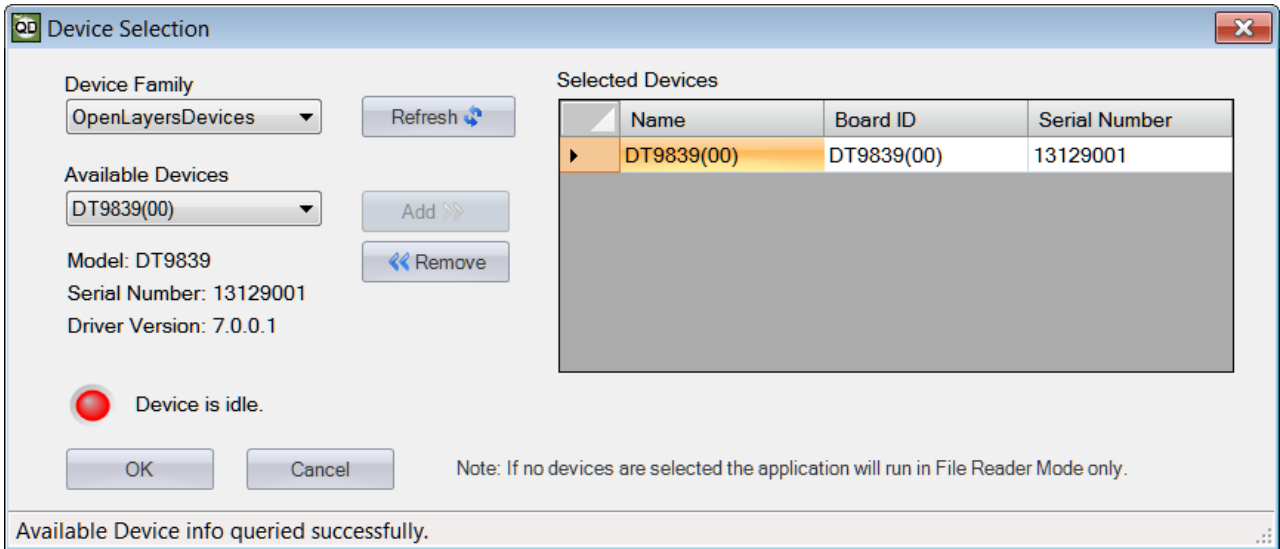 QD Device Selection
Device Family
OpenLayersDevices
Refresh
Available Devices
DT9839(00)
Add
Remove
Model: DT9839
Serial Number: 13129001
Driver Version: 7.0.0.1
Device is idle.
OK
Cancel
Selected Devices
Name Board ID Serial Number
DT9839(00) DT9839(00) 13129001
Note: If no devices are selected the application will run in File Reader Mode only.
Available Device info queried successfully.